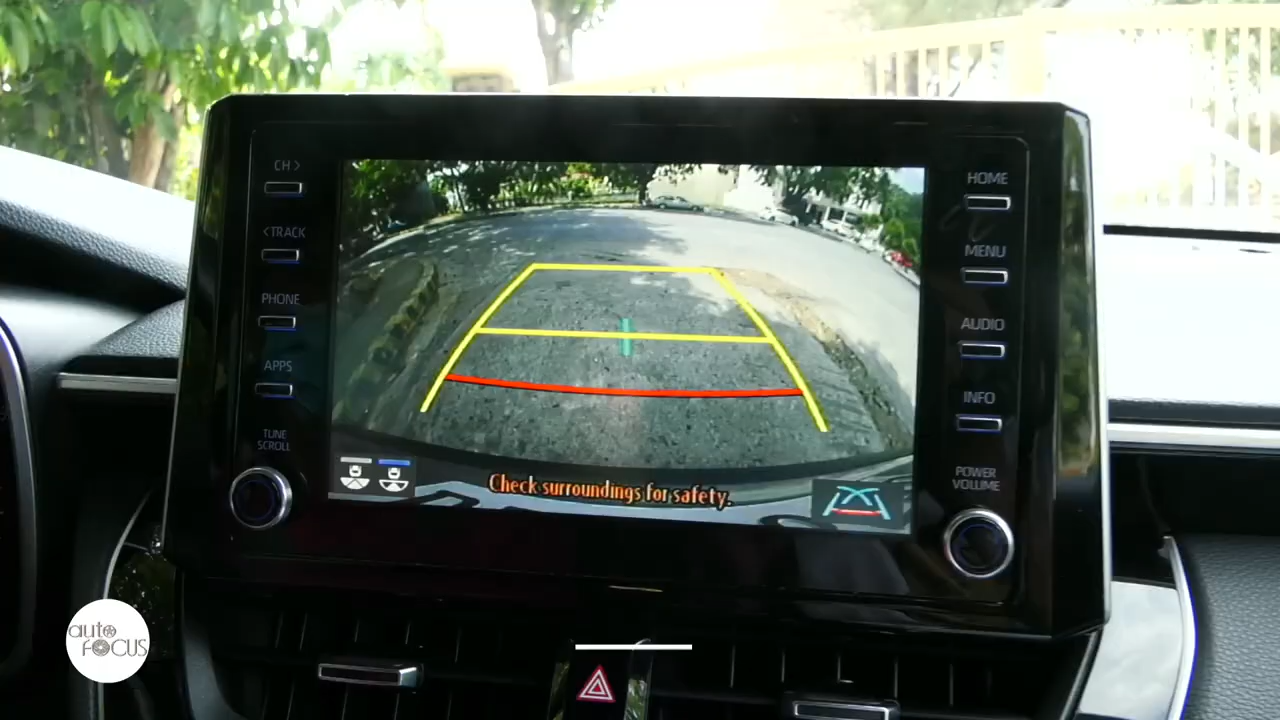 CH >
< TRACK
PHONE
APPS
TUNE
SCROLL
HOME
MENU
AUDIO
INFO
POWER
VOLUME
Check surroundings for safety.
auto
FOCUS